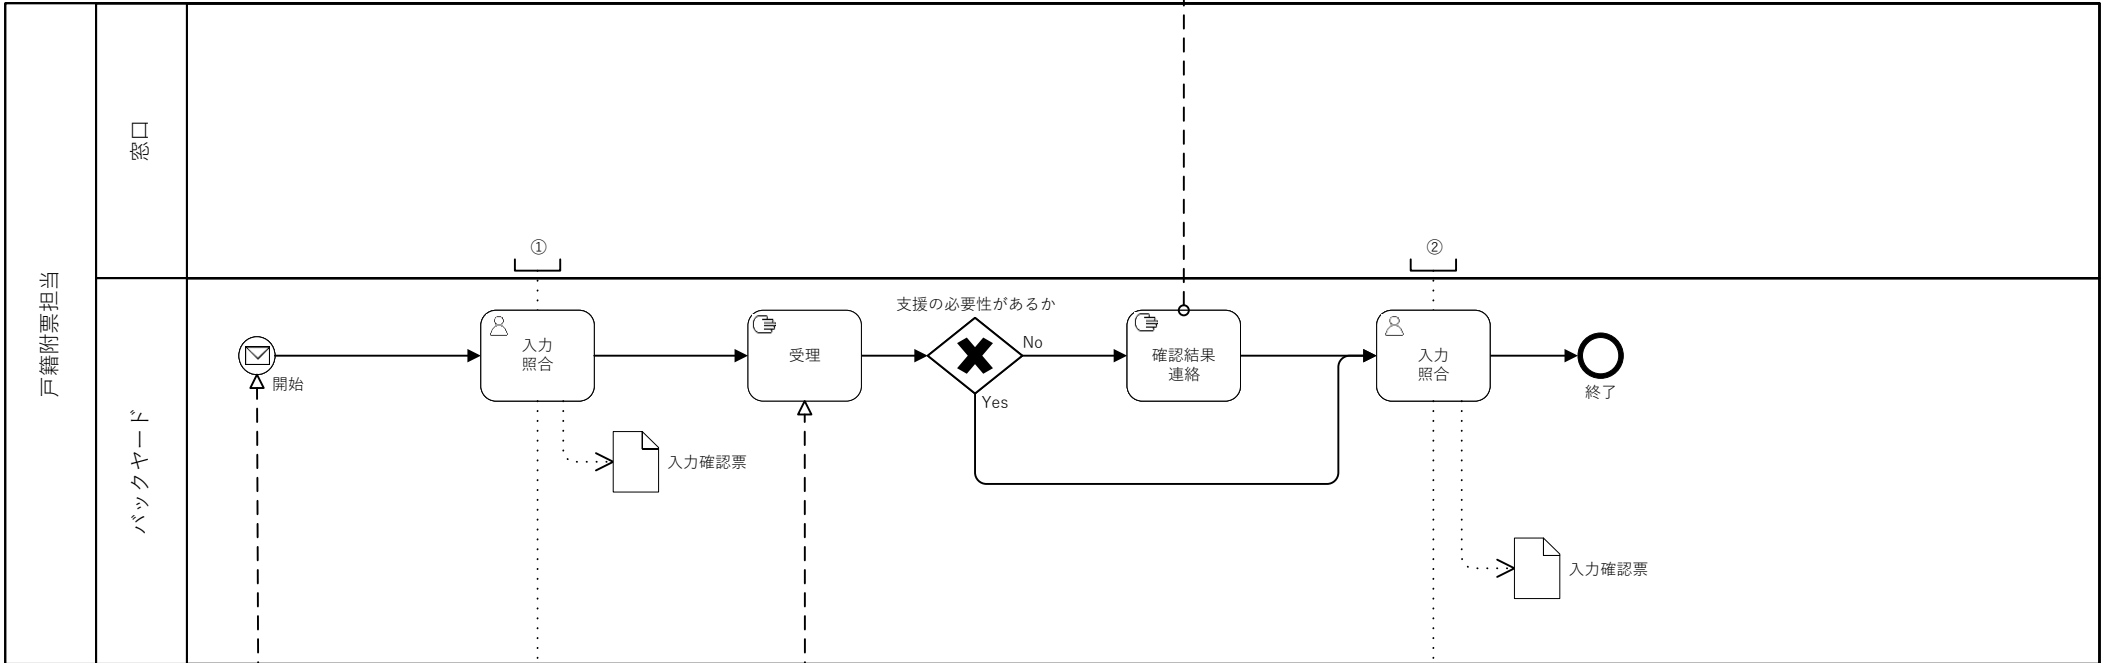 戸籍附票担当
窓口
バックヤード
①
②
開始
入力
照合
入力確認票
受理
支援の必要性があるか
No
Yes
確認結果
連絡
入力
照合
入力確認票
終了